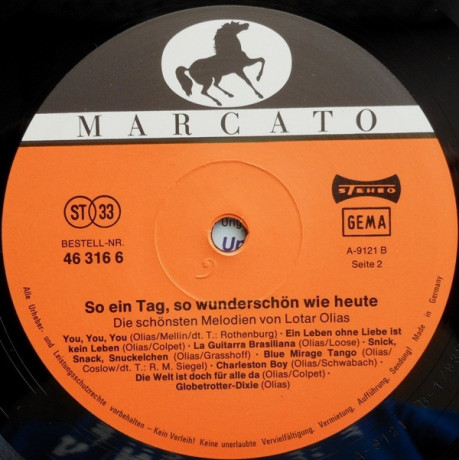 MARCATO
ST 33
STEREO
GEMA
BESTELL-NR.
46 316 6
A-9121 B
Seite 2
So ein Tag, so wunderschön wie heute
Die schönsten Melodien von Lotar Olias
You, You, You (Olias/Mellin/dt. T.: Rothenburg) · Ein Leben ohne Liebe ist
kein Leben (Olias/Colpet) · La Guitarra Brasiliana (Olias/Loose) · Snick,
Snack, Snuckelchen (Olias/Grasshoff) · Blue Mirage Tango (Olias/
Coslow/dt. T.: R. M. Siegel) · Charleston Boy (Olias/Schwabach) ·
Die Welt ist doch für alle da (Olias/Colpet) ·
Globetrotter-Dixie (Olias)
Alle Urheber- und Leistungsschutzrechte vorbehalten – Kein Verleih! Keine unerlaubte Vervielfältigung, Vermietung, Aufführung, Sendung! Made in Germany